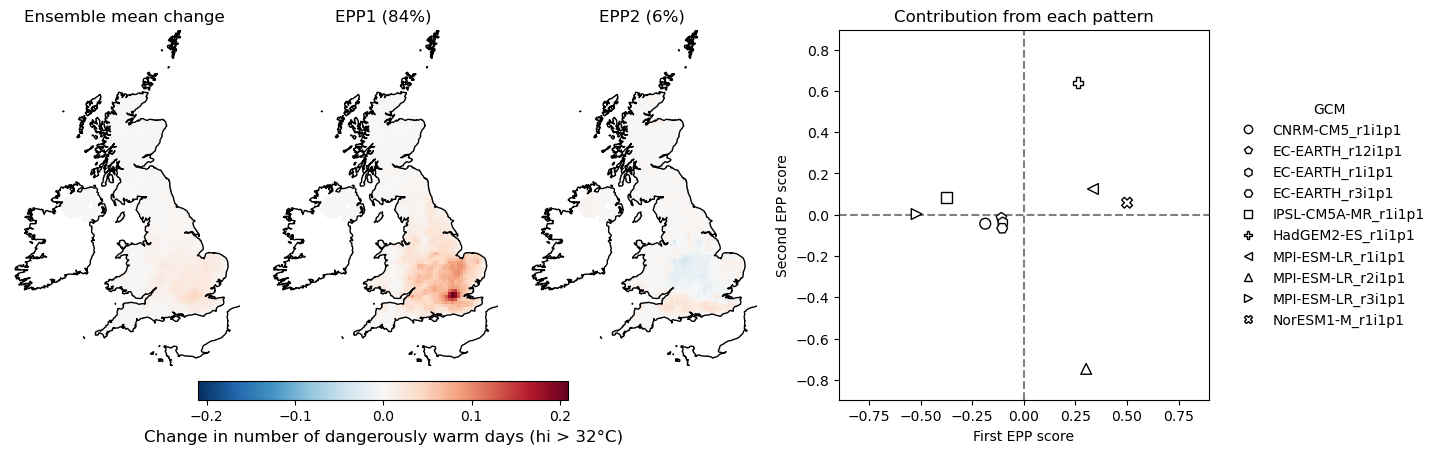 Ensemble mean change
EPP1 (84%)
EPP2 (6%)
Contribution from each pattern
−0.2 −0.1 0.0 0.1 0.2
Change in number of dangerously warm days (hi > 32°C)
Second EPP score
0.8
0.6
0.4
0.2
0.0
−0.2
−0.4
−0.6
−0.8
−0.75 −0.50 −0.25 0.00 0.25 0.50 0.75
First EPP score
GCM
CNRM-CM5_r1i1p1
EC-EARTH_r12i1p1
EC-EARTH_r1i1p1
EC-EARTH_r3i1p1
IPSL-CM5A-MR_r1i1p1
HadGEM2-ES_r1i1p1
MPI-ESM-LR_r1i1p1
MPI-ESM-LR_r2i1p1
MPI-ESM-LR_r3i1p1
NorESM1-M_r1i1p1